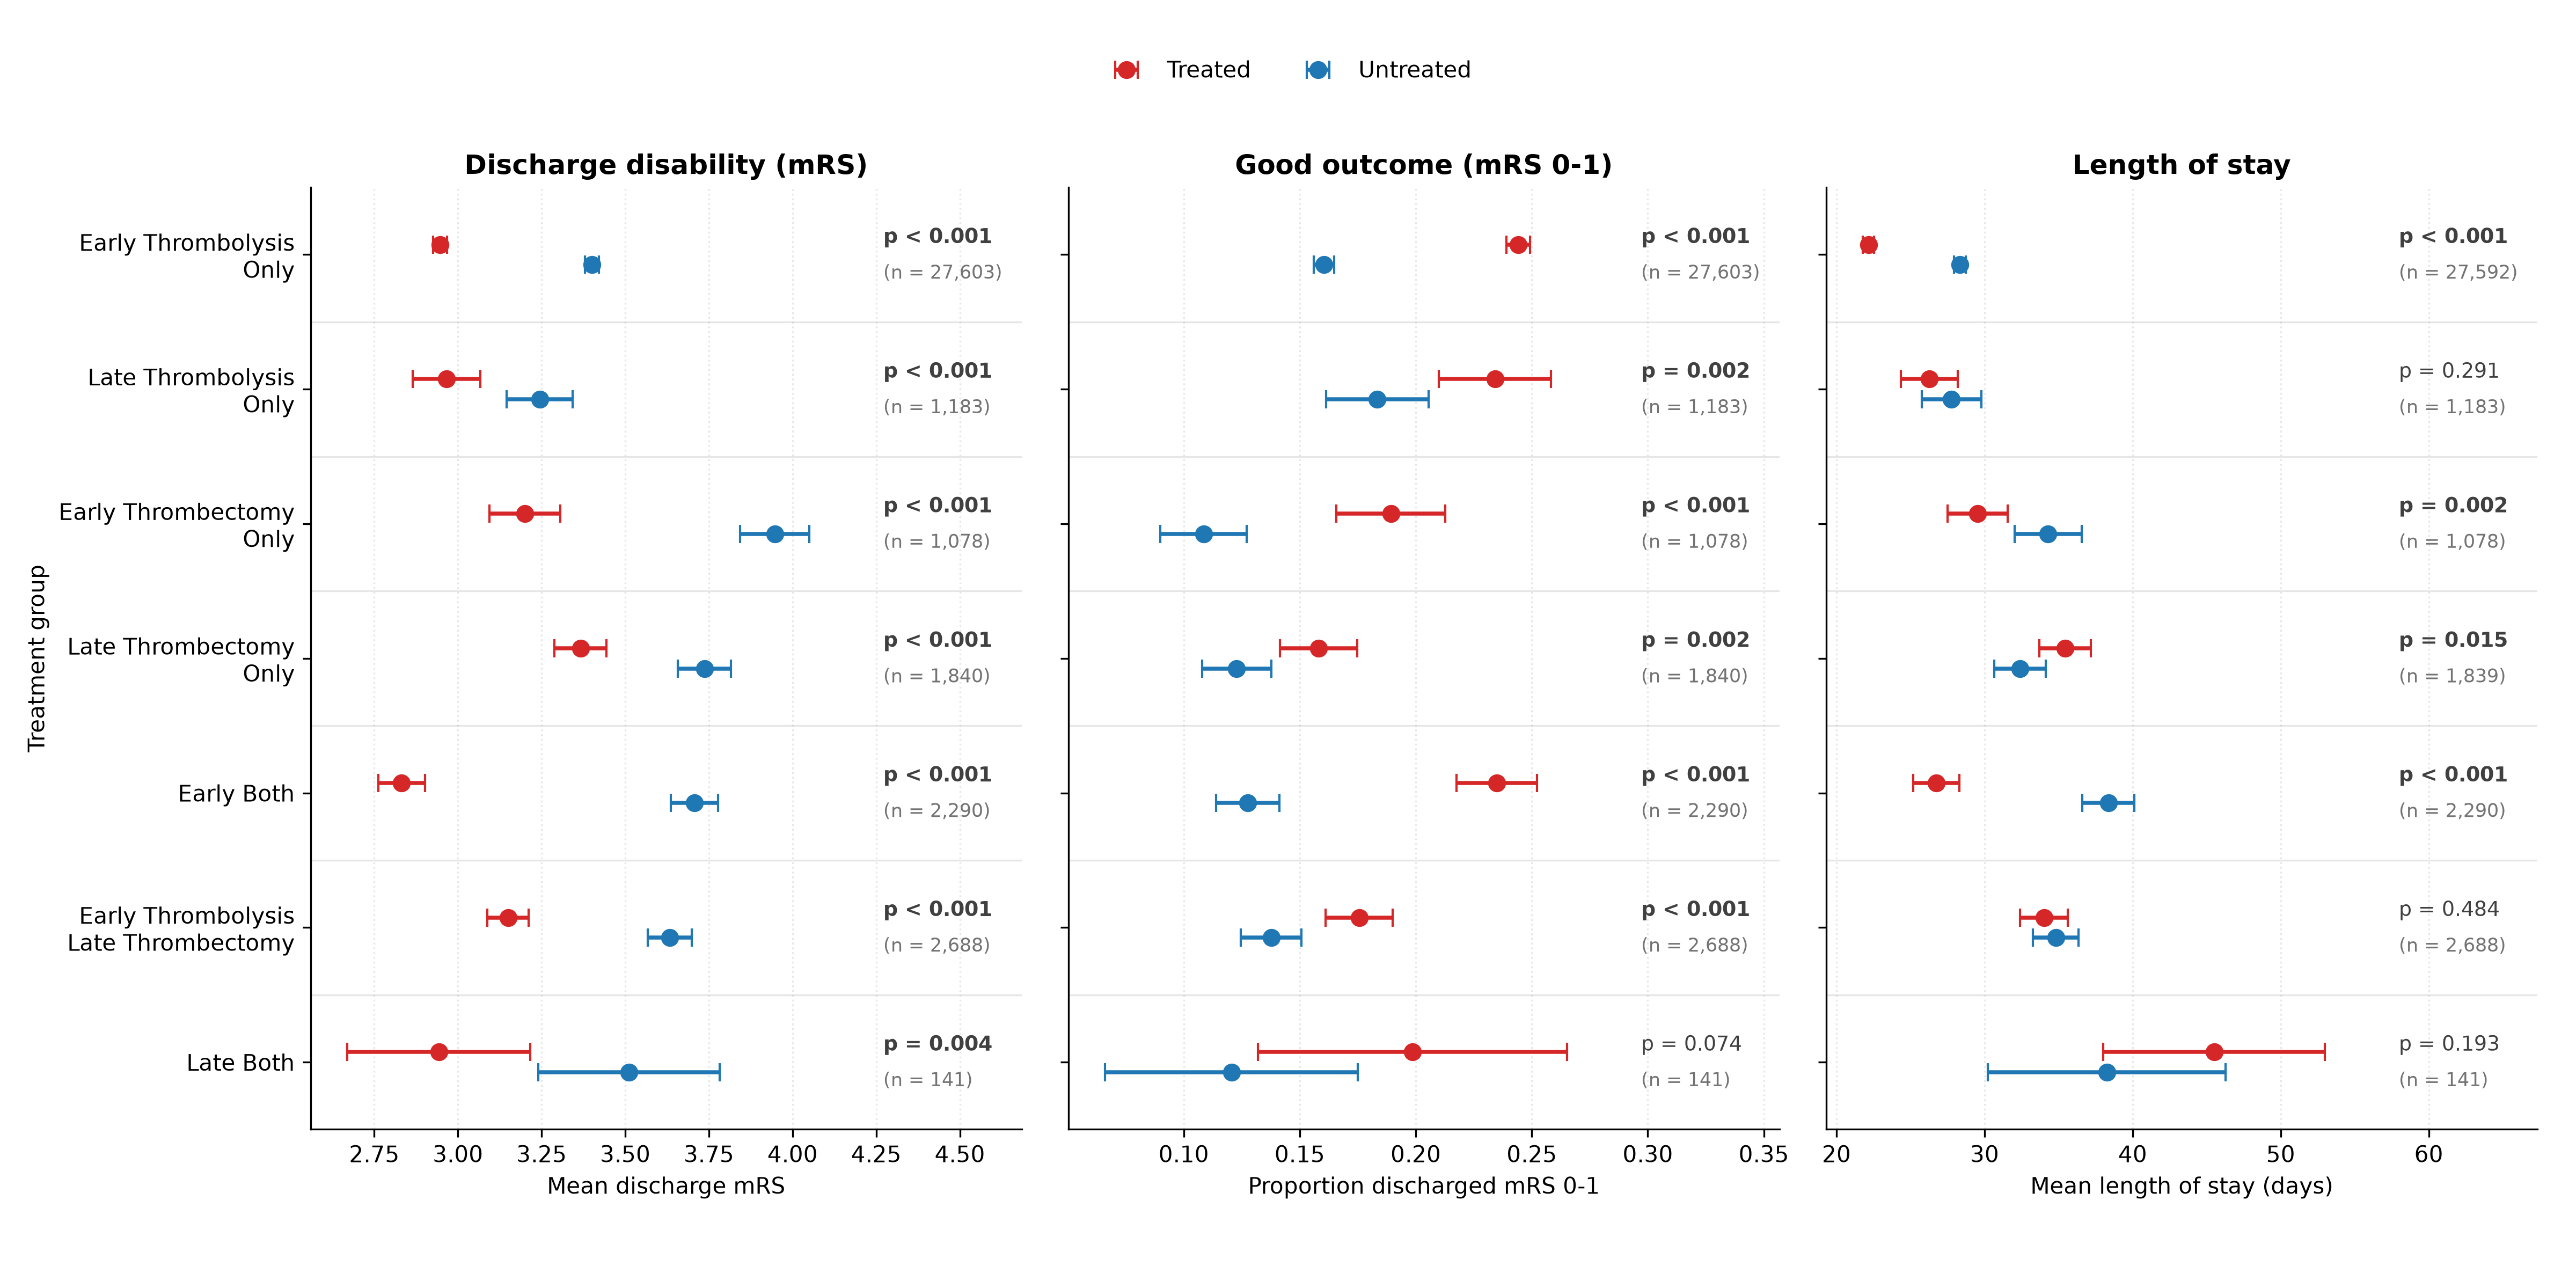 Treated
Untreated
Discharge disability (mRS)
Good outcome (mRS 0-1)
Length of stay
Treatment group
Early Thrombolysis
Only
p < 0.001
(n = 27,603)
p < 0.001
(n = 27,603)
p < 0.001
(n = 27,592)
Late Thrombolysis
Only
p < 0.001
(n = 1,183)
p = 0.002
(n = 1,183)
p = 0.291
(n = 1,183)
Early Thrombectomy
Only
p < 0.001
(n = 1,078)
p < 0.001
(n = 1,078)
p = 0.002
(n = 1,078)
Late Thrombectomy
Only
p < 0.001
(n = 1,840)
p = 0.002
(n = 1,840)
p = 0.015
(n = 1,839)
Early Both
p < 0.001
(n = 2,290)
p < 0.001
(n = 2,290)
p < 0.001
(n = 2,290)
Early Thrombolysis
Late Thrombectomy
p < 0.001
(n = 2,688)
p < 0.001
(n = 2,688)
p = 0.484
(n = 2,688)
Late Both
p = 0.004
(n = 141)
p = 0.074
(n = 141)
p = 0.193
(n = 141)
2.75 3.00 3.25 3.50 3.75 4.00 4.25 4.50
0.10 0.15 0.20 0.25 0.30 0.35
20 30 40 50 60
Mean discharge mRS
Proportion discharged mRS 0-1
Mean length of stay (days)